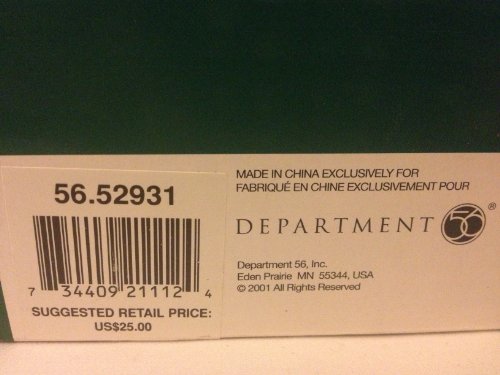 56.52931
7 34409 21112 4
SUGGESTED RETAIL PRICE:
US$25.00
MADE IN CHINA EXCLUSIVELY FOR
FABRIQUÉ EN CHINE EXCLUSIVEMENT POUR
DEPARTMENT 56®
Department 56, Inc.
Eden Prairie MN 55344, USA
© 2001 All Rights Reserved